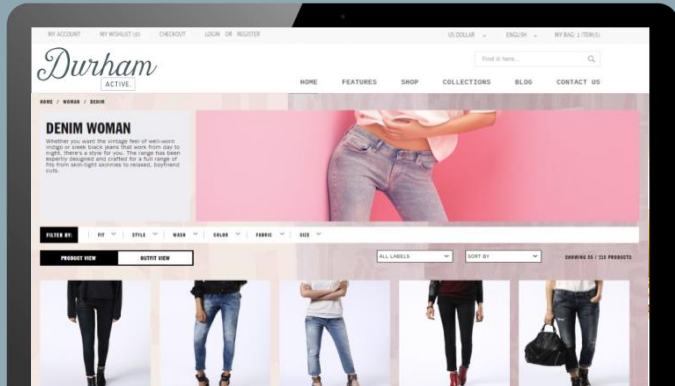 MY ACCOUNT MY WISHLIST (0) CHECKOUT LOGIN OR REGISTER US DOLLAR ENGLISH MY BAG: 2 ITEM(S)
Durham
ACTIVE.
Find it here...
HOME FEATURES SHOP COLLECTIONS BLOG CONTACT US
HOME / WOMAN / DENIM
DENIM WOMAN
Whether you want the vintage feel of well-worn
indigo or sleek black jeans that work from day to
night, there's a style for you. The range has been
expertly designed and crafted for a full range of
fits from skin-tight skinnies to relaxed, boyfriend
cuts.
FILTER BY: FIT STYLE WASH COLOR FABRIC SIZE
PRODUCT VIEW OUTFIT VIEW ALL LABELS SORT BY SHOWING